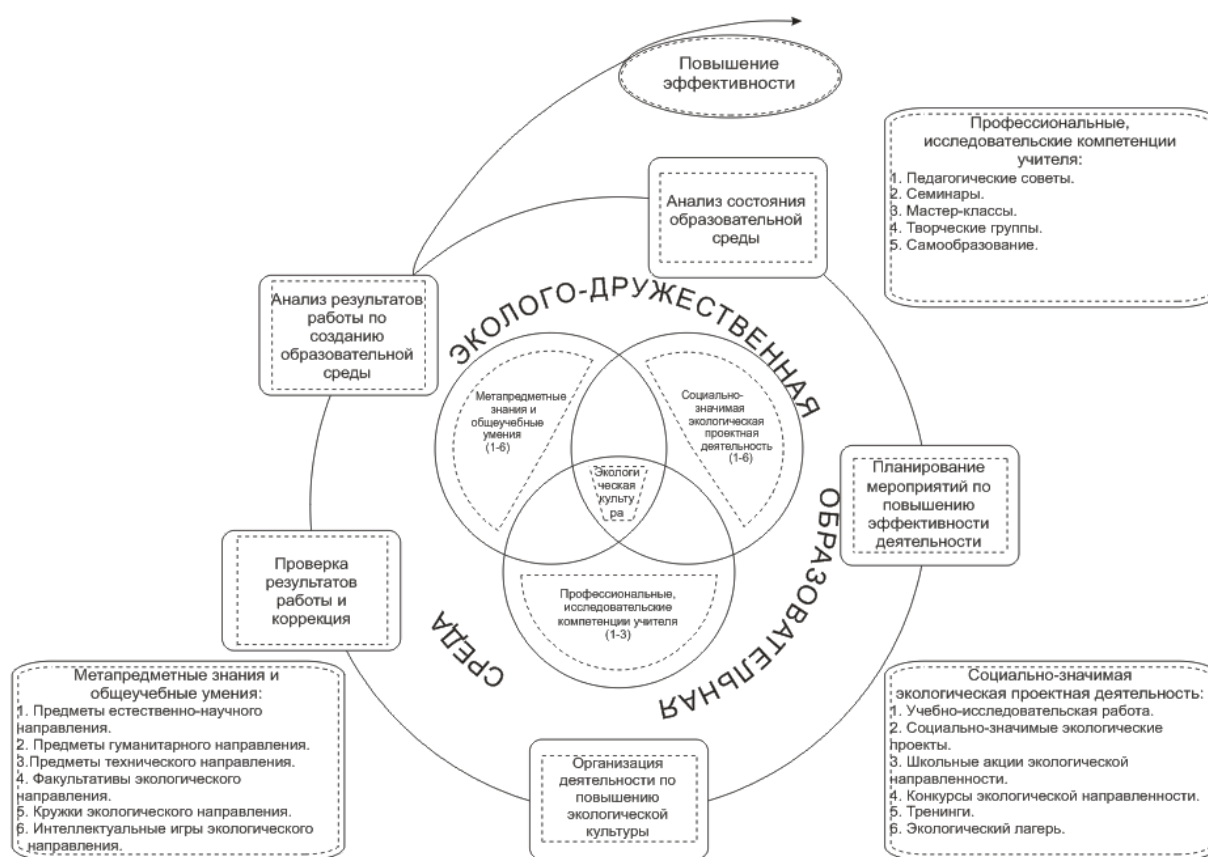 Повышение
эффективности
Профессиональные,
исследовательские компетенции
учителя:
1. Педагогические советы.
2. Семинары.
3. Мастер-классы.
4. Творческие группы.
5. Самообразование.
Анализ состояния
образовательной
среды
Анализ результатов
работы по
созданию
образовательной
среды
ЭКОЛОГО-ДРУЖЕСТВЕННАЯ
ОБРАЗОВАТЕЛЬНАЯ
СРЕДА
Метапредметные
знания и
общеучебные
умения
(1-6)
Социально-
значимая
экологическая
проектная
деятельность
(1-6)
Экологи
ческая
культу
ра
Профессиональные,
исследовательские
компетенции учителя
(1-3)
Планирование
мероприятий по
повышению
эффективности
деятельности
Проверка
результатов
работы и
коррекция
Метапредметные знания и
общеучебные умения:
1. Предметы естественно-научного
направления.
2. Предметы гуманитарного направления.
3.Предметы технического направления.
4. Факультативы экологического
направления.
5. Кружки экологического направления.
6. Интеллектуальные игры экологического
направления.
Организация
деятельности по
повышению
экологической
культуры
Социально-значимая
экологическая проектная деятельность:
1. Учебно-исследовательская работа.
2. Социально-значимые экологические
проекты.
3. Школьные акции экологической
направленности.
4. Конкурсы экологической направленности.
5. Тренинги.
6. Экологический лагерь.